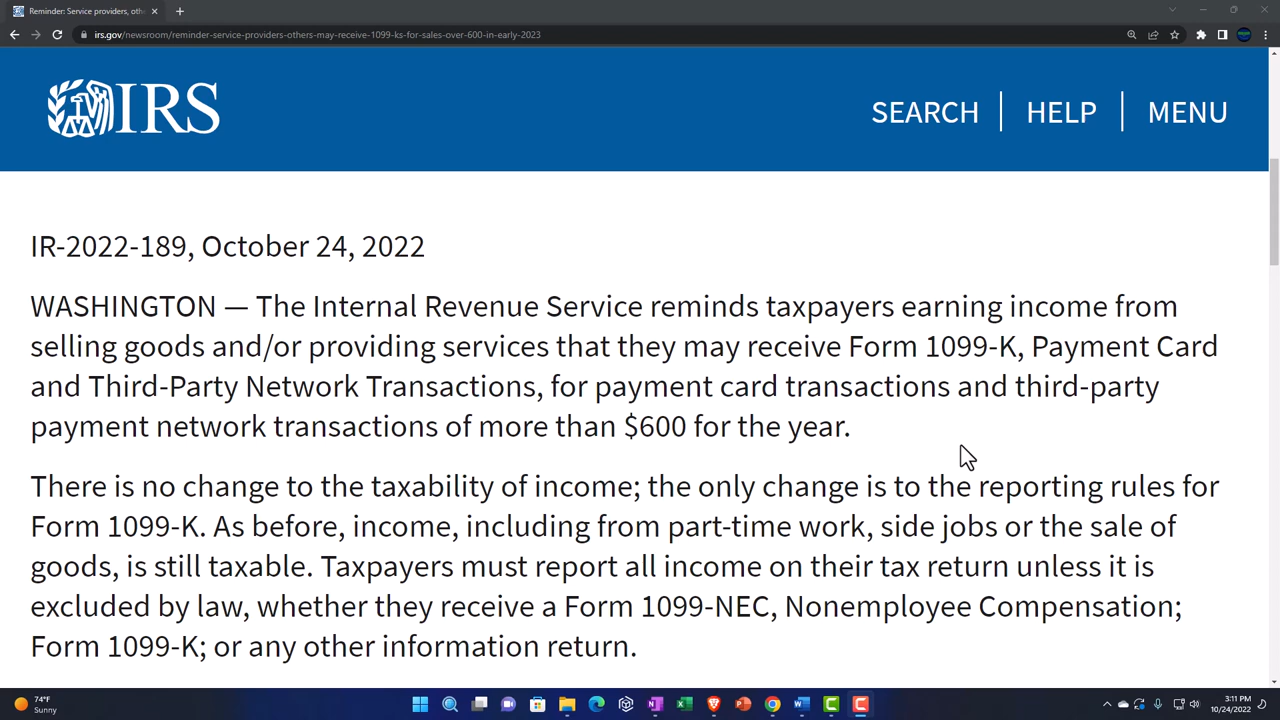 Reminder: Service providers, oth
irs.gov/newsroom/reminder-service-providers-others-may-receive-1099-ks-for-sales-over-600-in-early-2023
IRS
SEARCH
HELP
MENU
IR-2022-189, October 24, 2022
WASHINGTON — The Internal Revenue Service reminds taxpayers earning income from
selling goods and/or providing services that they may receive Form 1099-K, Payment Card
and Third-Party Network Transactions, for payment card transactions and third-party
payment network transactions of more than $600 for the year.
There is no change to the taxability of income; the only change is to the reporting rules for
Form 1099-K. As before, income, including from part-time work, side jobs or the sale of
goods, is still taxable. Taxpayers must report all income on their tax return unless it is
excluded by law, whether they receive a Form 1099-NEC, Nonemployee Compensation;
Form 1099-K; or any other information return.
74°F
Sunny
3:11 PM
10/24/2022